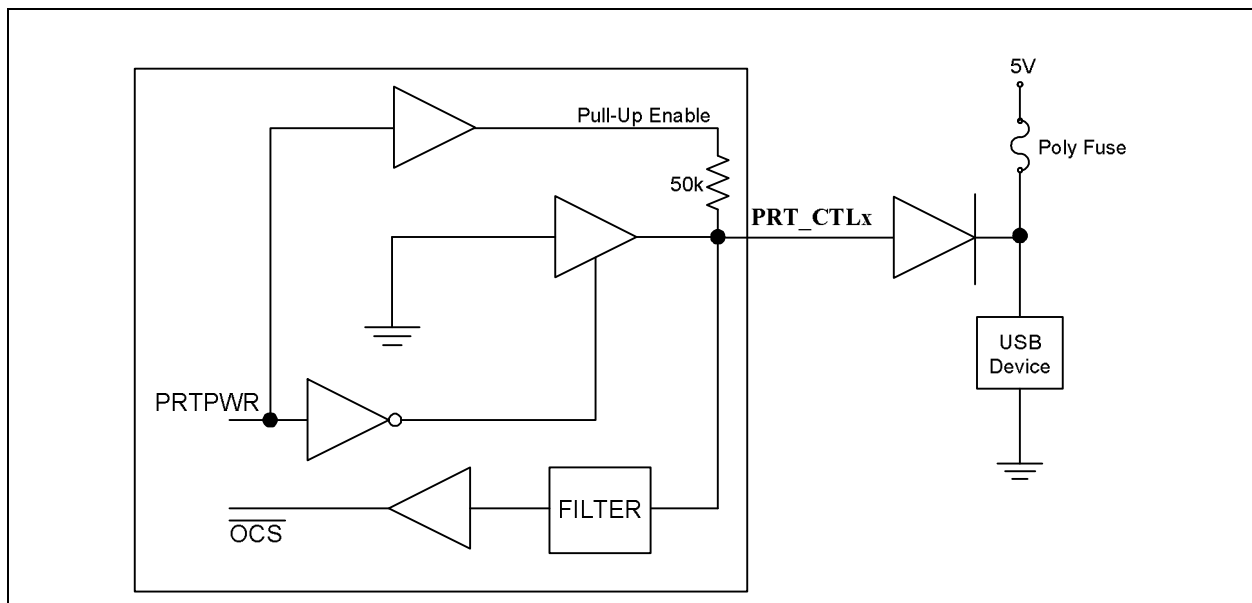 5V
Pull-Up Enable
Poly Fuse
50k
PRT_CTLx
USB
Device
PRTPWR
FILTER
OCS